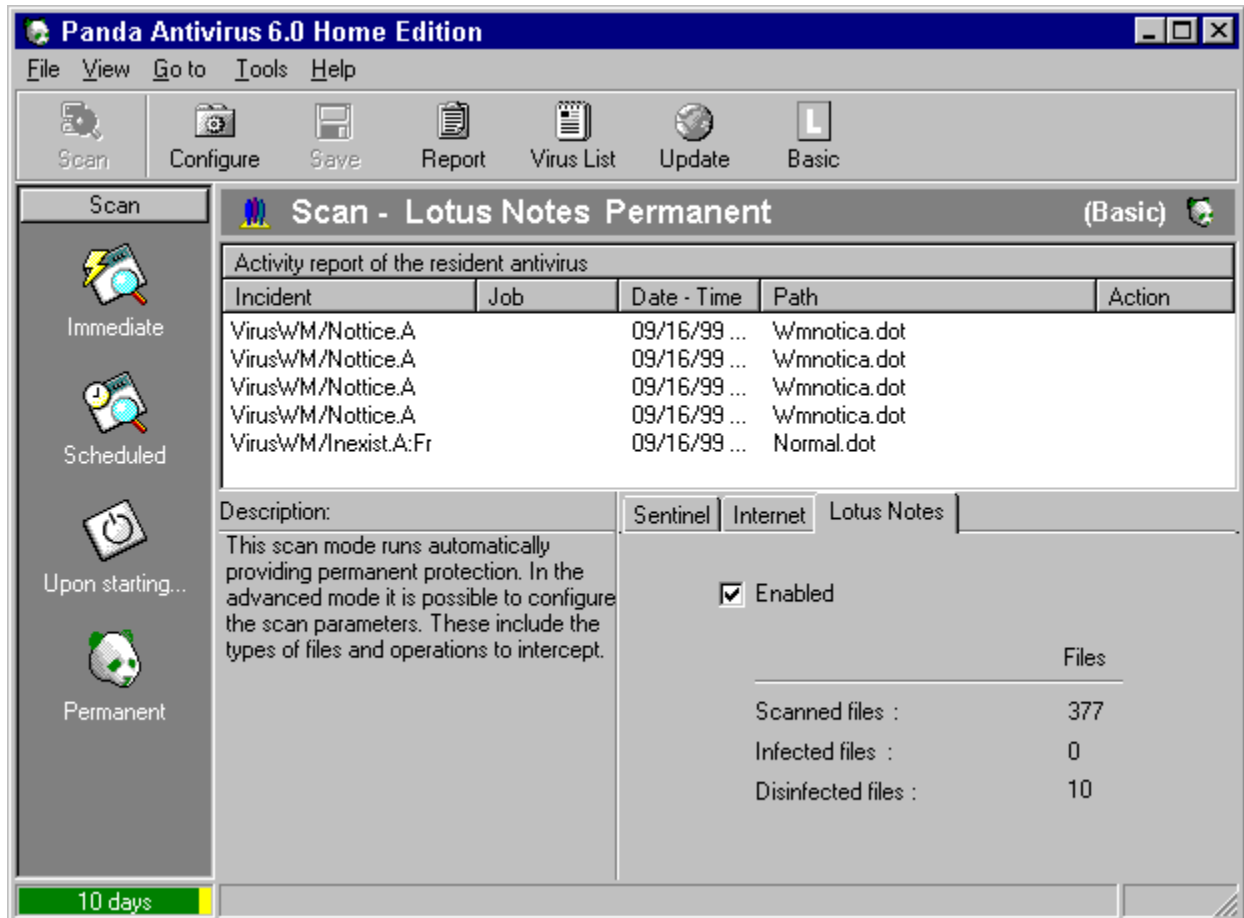 Panda Antivirus 6.0 Home Edition
File View Go to Tools Help
Scan Configure Save Report Virus List Update L Basic
Scan
Immediate
Scheduled
Upon starting...
Permanent
Scan - Lotus Notes Permanent (Basic)
Activity report of the resident antivirus
Incident Job Date - Time Path Action
VirusWM/Nottice.A 09/16/99 ... Wmnotica.dot
VirusWM/Nottice.A 09/16/99 ... Wmnotica.dot
VirusWM/Nottice.A 09/16/99 ... Wmnotica.dot
VirusWM/Nottice.A 09/16/99 ... Wmnotica.dot
VirusWM/Inexist.A:Fr 09/16/99 ... Normal.dot
Description:
This scan mode runs automatically
providing permanent protection. In the
advanced mode it is possible to configure
the scan parameters. These include the
types of files and operations to intercept.
Sentinel Internet Lotus Notes
Enabled
Files
Scanned files : 377
Infected files : 0
Disinfected files : 10
10 days